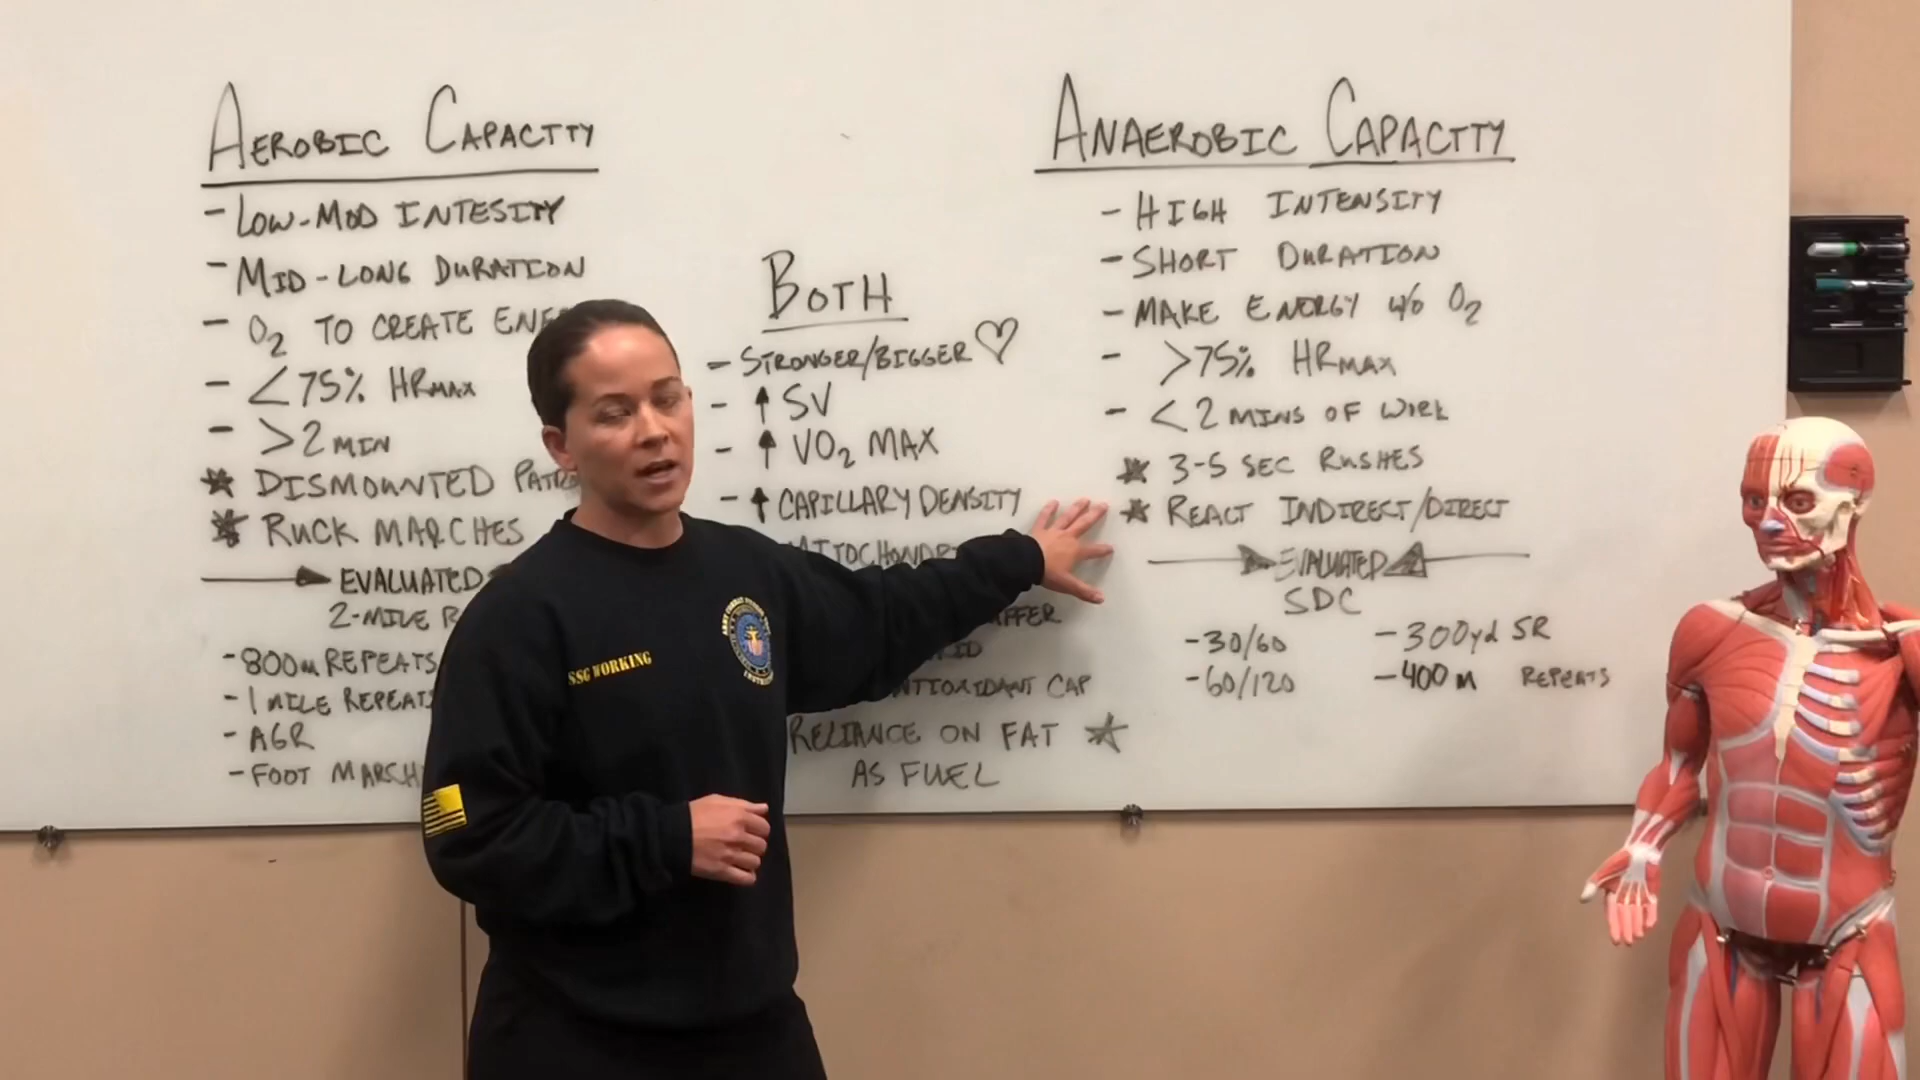 AEROBIC CAPACITY
- LOW-MOD INTESITY
- MID-LONG DURATION
- O2 TO CREATE
- <75% HRMAX
- >2 MIN
★ DISMOUNTED
★ RUCK MARCHES
EVALUATED
2-MILE
- 800m REPEATS
- 1 MILE REPEATS
- AGR
- FOOT
BOTH
- STRONGER/BIGGER ♡
- ↑ SV
- ↑ VO2 MAX
- ↑ CAPILLARY DENSITY
RELIANCE ON FAT ★
AS FUEL
ANAEROBIC CAPACITY
- HIGH INTENSITY
- SHORT DURATION
- MAKE ENERGY w/o O2
- >75% HRMAX
- <2 MINS OF WORK
★ 3-5 SEC RUSHES
★ REACT INDIRECT/DIRECT
EVALUATED
SDC
- 30/60
- 60/120
- 300yd SR
- 400m REPEATS
SSG WORKING